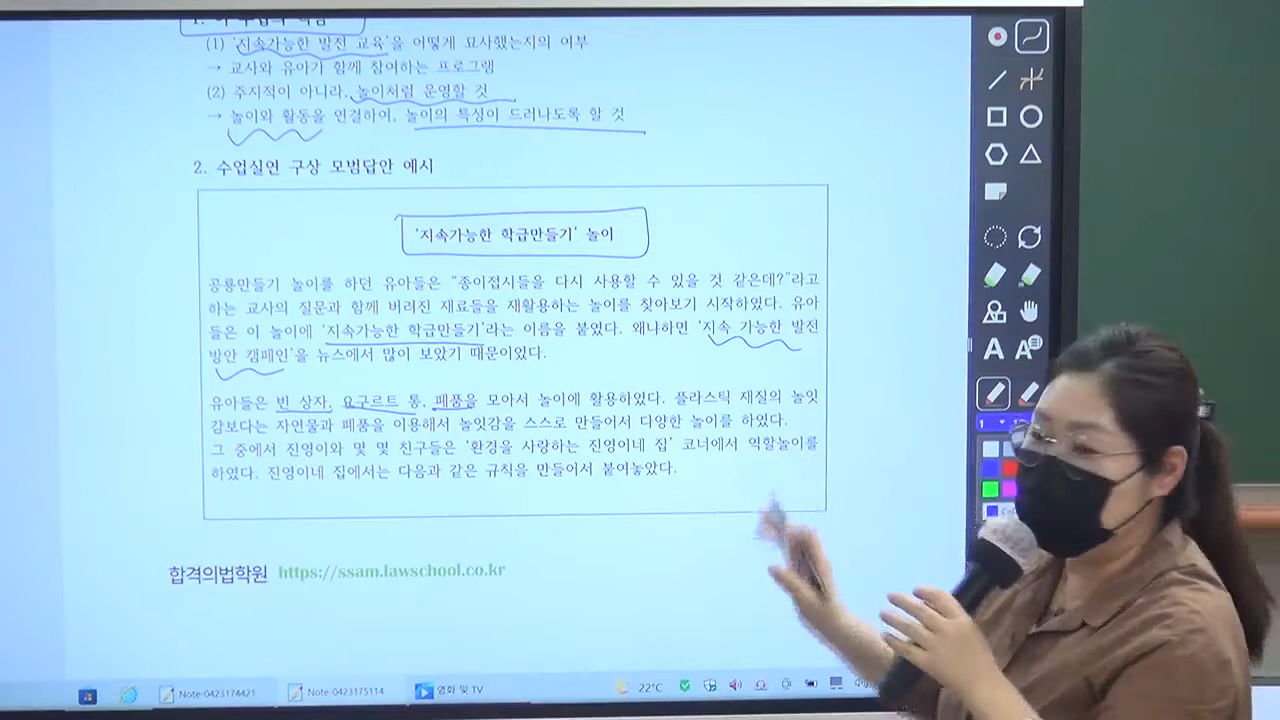 (1) '지속가능한 발전 교육'을 어떻게 묘사했는지의 여부
→ 교사와 유아가 함께 참여하는 프로그램
(2) 주지적이 아니라, 놀이처럼 운영할 것
→ 놀이와 활동을 연결하여, 놀이의 특성이 드러나도록 할 것
2. 수업실연 구상 모범답안 예시
'지속가능한 학급만들기' 놀이
공룡만들기 놀이를 하던 유아들은 "종이접시들을 다시 사용할 수 있을 것 같은데?"라고
하는 교사의 질문과 함께 버려진 재료들을 재활용하는 놀이를 찾아보기 시작하였다. 유아
들은 이 놀이에 '지속가능한 학급만들기'라는 이름을 붙였다. 왜냐하면 '지속 가능한 발전
방안 캠페인'을 뉴스에서 많이 보았기 때문이었다.
유아들은 빈 상자, 요구르트 통, 폐품을 모아서 놀이에 활용하였다. 플라스틱 재질의 놀잇
감보다는 자연물과 폐품을 이용해서 놀잇감을 스스로 만들어서 다양한 놀이를 하였다.
그 중에서 진영이와 몇 몇 친구들은 '환경을 사랑하는 진영이네 집' 코너에서 역할놀이를
하였다. 진영이네 집에서는 다음과 같은 규칙을 만들어서 붙여놓았다.
합격의법학원 https://ssam.lawschool.co.kr
Note-0423174421 Note-0423175114 영화 및 TV 22°C